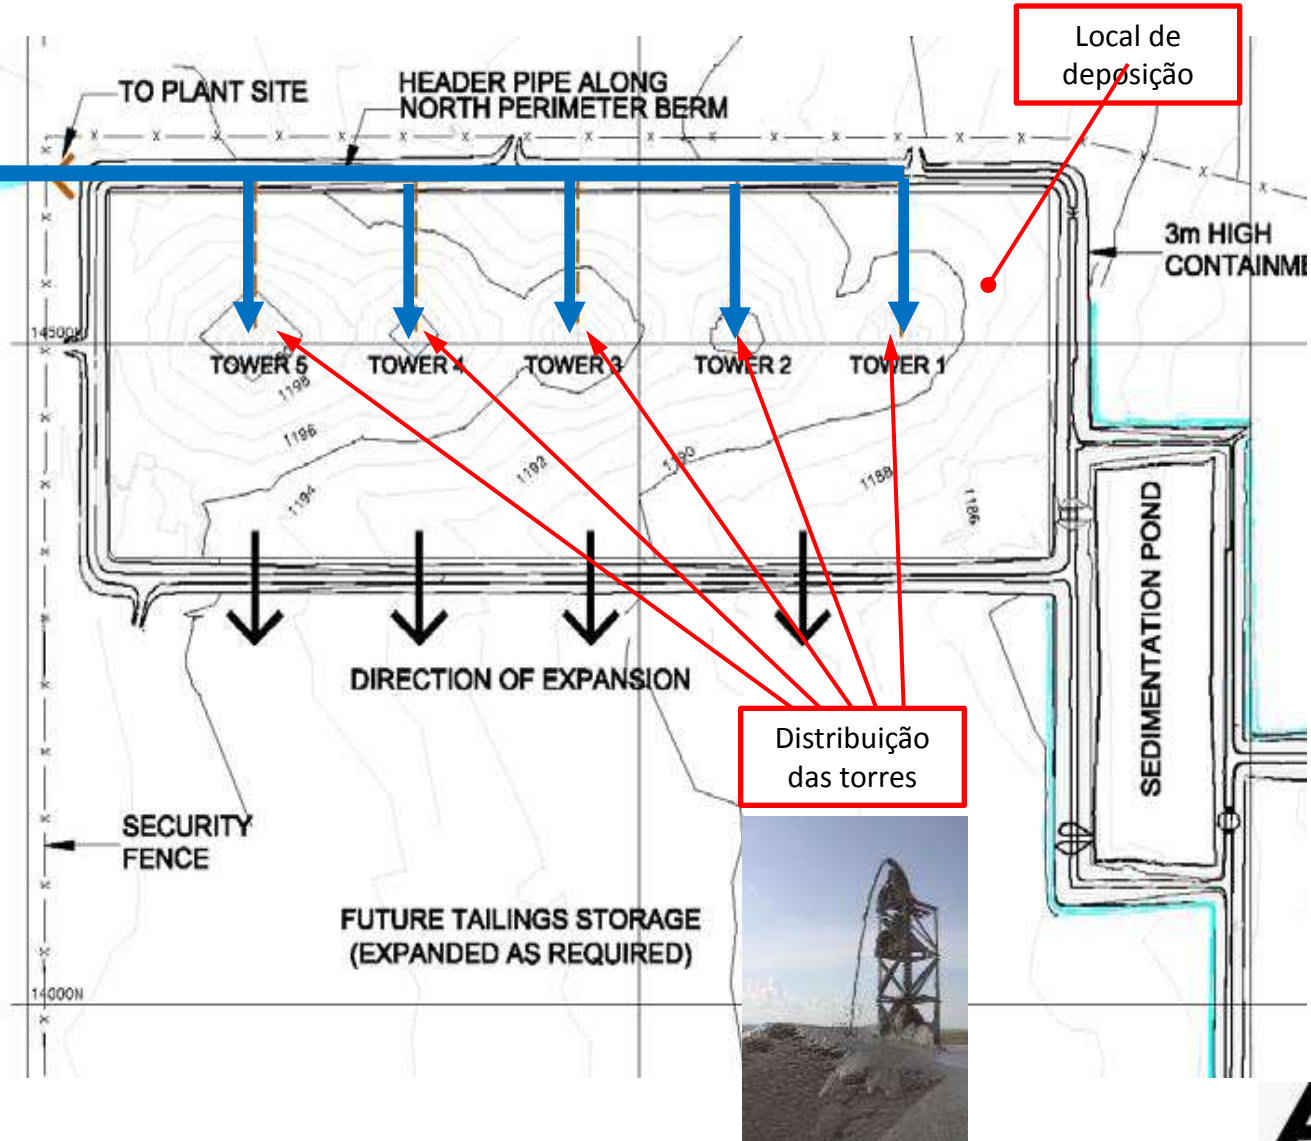 Local de
deposição
TO PLANT SITE
HEADER PIPE ALONG
NORTH PERIMETER BERM
3m HIGH
CONTAINME
14500N
TOWER 5
TOWER 4
TOWER 3
TOWER 2
TOWER 1
1198
1196
1194
1192
1190
1188
1186
DIRECTION OF EXPANSION
SEDIMENTATION POND
Distribuição
das torres
SECURITY
FENCE
FUTURE TAILINGS STORAGE
(EXPANDED AS REQUIRED)
14000N